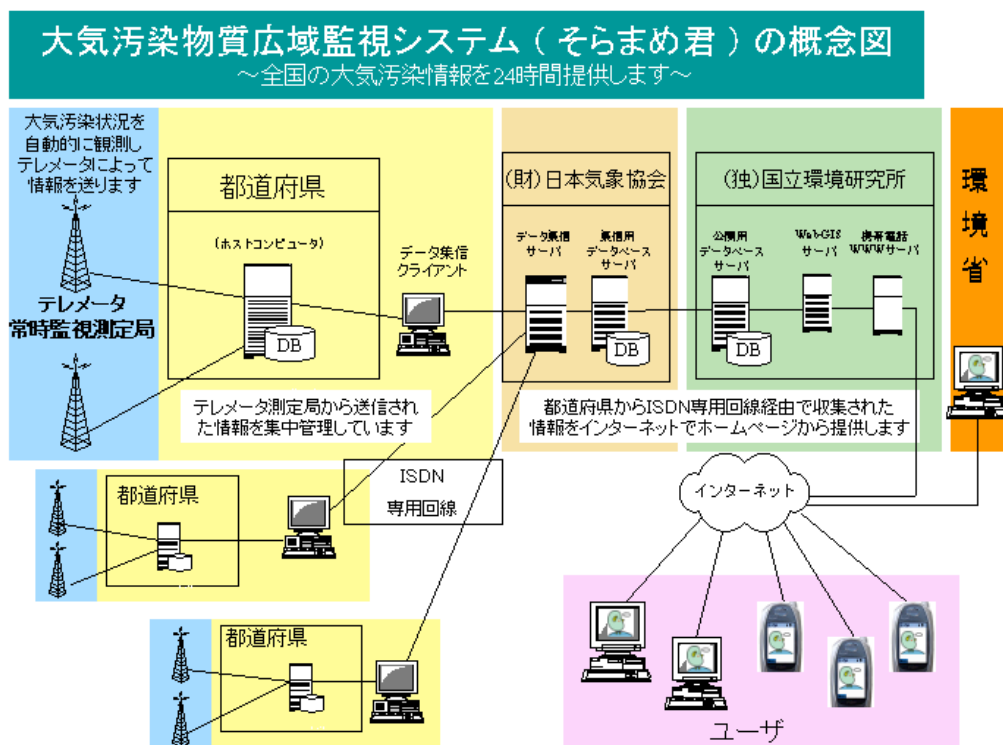 大気汚染物質広域監視システム（そらまめ君）の概念図
～全国の大気汚染情報を24時間提供します～
大気汚染状況を
自動的に観測し
テレメータによって
情報を送ります
テレメータ
常時監視測定局
都道府県
(ホストコンピュータ)
DB
データ集信
クライアント
テレメータ測定局から送信され
た情報を集中管理しています
(財)日本気象協会
データ集信
サーバ
集信用
データベース
サーバ
DB
(独)国立環境研究所
公開用
データベース
サーバ
DB
Web-GIS
サーバ
携帯電話
WWWサーバ
都道府県からISDN専用回線経由で収集された
情報をインターネットでホームページから提供します
環
境
省
ISDN
専用回線
都道府県
都道府県
インターネット
ユーザ